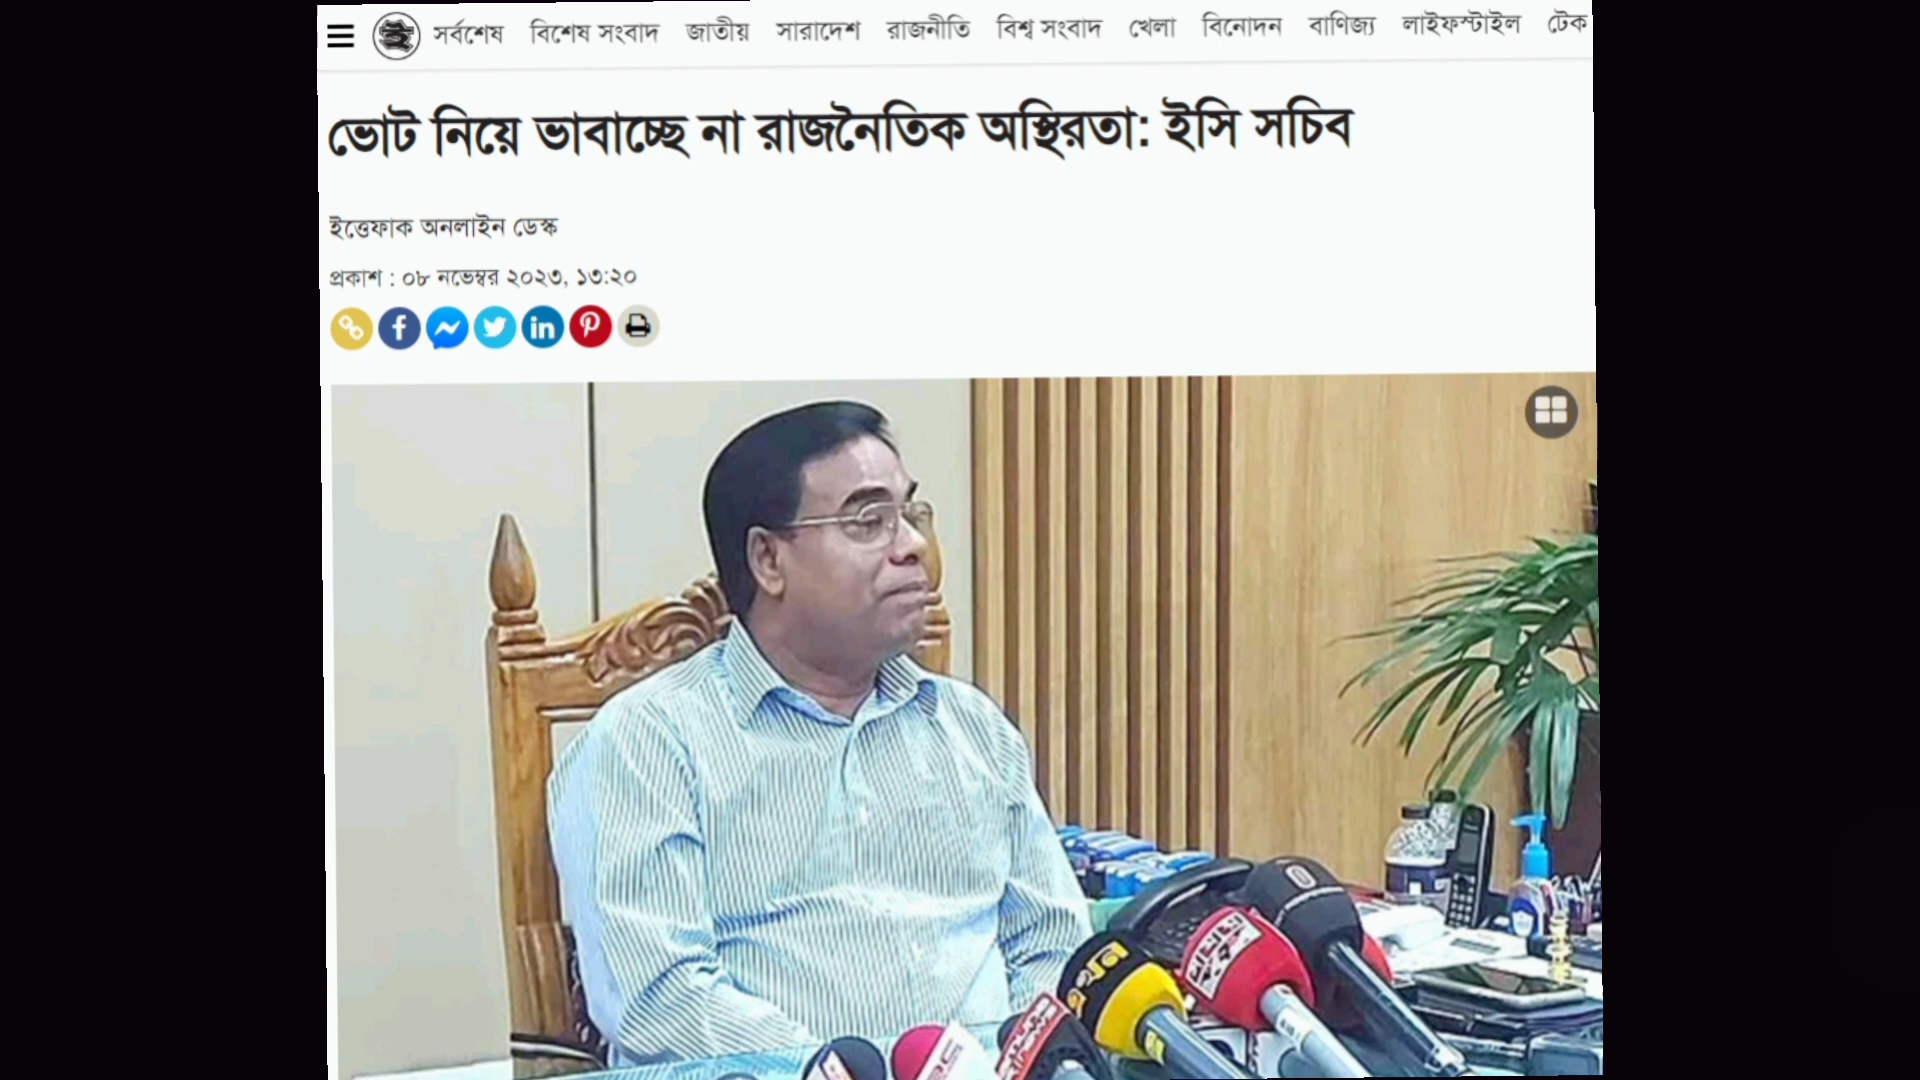 সর্বশেষ বিশেষ সংবাদ জাতীয় সারাদেশ রাজনীতি বিশ্ব সংবাদ খেলা বিনোদন বাণিজ্য লাইফস্টাইল টেক
ভোট নিয়ে ভাবাচ্ছে না রাজনৈতিক অস্থিরতা: ইসি সচিব
ইত্তেফাক অনলাইন ডেস্ক
প্রকাশ : ০৮ নভেম্বর ২০২৩, ১৩:২০
এখন